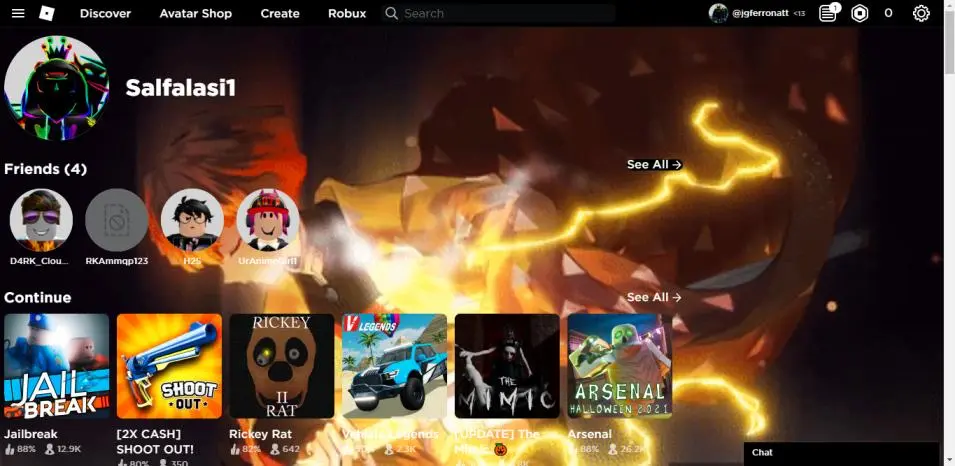 Discover Avatar Shop Create Robux Search @jgferronatt <13 1 0
Salfalasi1
Friends (4)
See All →
D4RK_Clou... RKAmmqp123 H2S UrAnimeGirl1
Continue
See All →
JAIL BREAK
SHOOT OUT
RICKEY
II
RAT
V LEGENDS
THE MIMIC
ARSENAL
HALLOWEEN 2021
Jailbreak
88% 12.9K
[2X CASH]
SHOOT OUT!
80% 350
Rickey Rat
82% 642
Legends
2.3K
[UPDATE] The
Arsenal
88% 26.2K
Chat